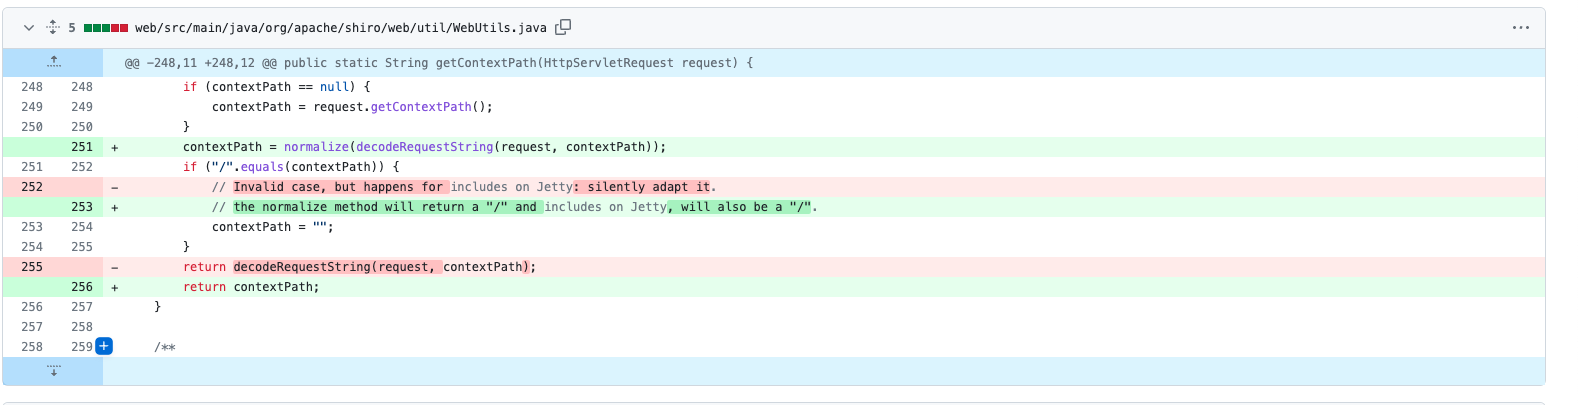 5 web/src/main/java/org/apache/shiro/web/util/WebUtils.java ...
@@ -248,11 +248,12 @@ public static String getContextPath(HttpServletRequest request) {
248 248 if (contextPath == null) {
249 249 contextPath = request.getContextPath();
250 250 }
251 + contextPath = normalize(decodeRequestString(request, contextPath));
251 252 if ("/".equals(contextPath)) {
252 - // Invalid case, but happens for includes on Jetty: silently adapt it.
253 + // the normalize method will return a "/" and includes on Jetty, will also be a "/".
253 254 contextPath = "";
254 255 }
255 - return decodeRequestString(request, contextPath);
256 + return contextPath;
256 257 }
257 258
258 259 + /**